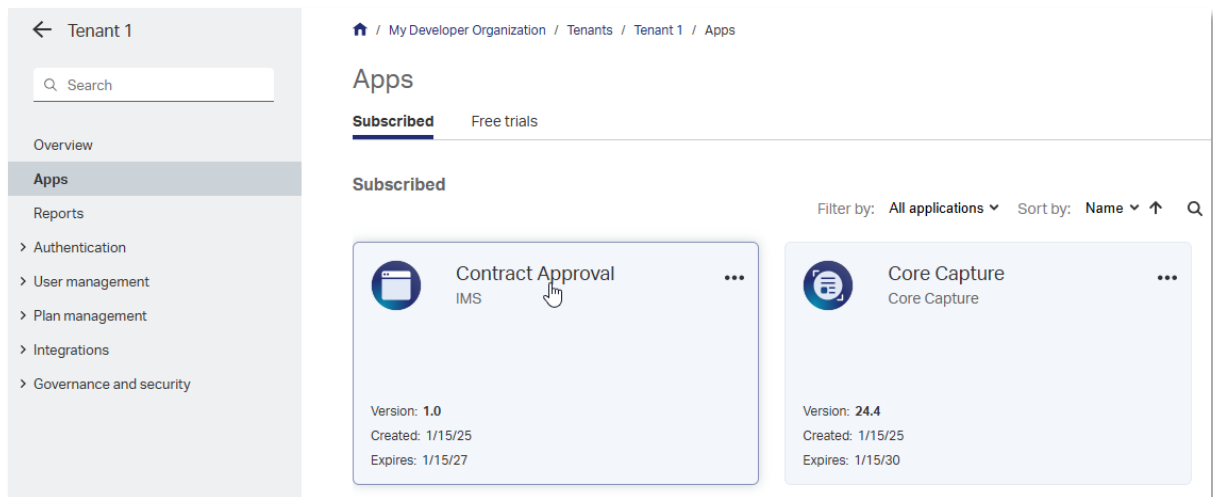 Tenant 1
Search
Overview
Apps
Reports
Authentication
User management
Plan management
Integrations
Governance and security
/ My Developer Organization / Tenants / Tenant 1 / Apps
Apps
Subscribed Free trials
Subscribed
Filter by: All applications Sort by: Name
Contract Approval
IMS
Version: 1.0
Created: 1/15/25
Expires: 1/15/27
Core Capture
Core Capture
Version: 24.4
Created: 1/15/25
Expires: 1/15/30